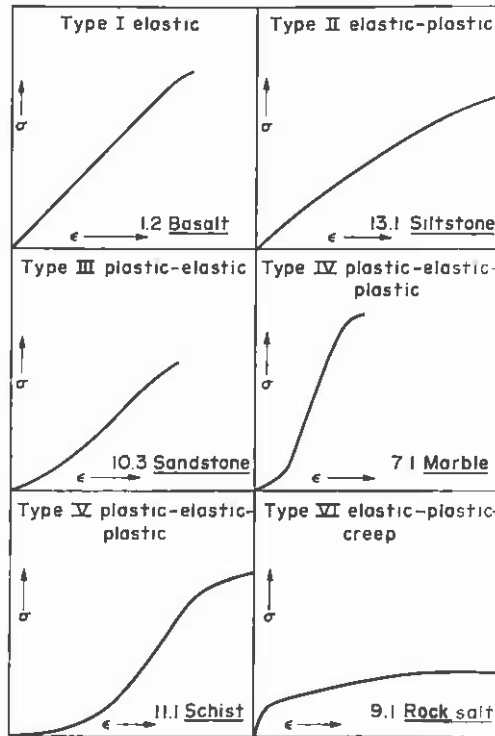 Type I elastic
σ
ε
1.2 Basalt
Type II elastic-plastic
σ
ε
13.1 Siltstone
Type III plastic-elastic
σ
ε
10.3 Sandstone
Type IV plastic-elastic-
plastic
σ
ε
7.1 Marble
Type V plastic-elastic-
plastic
σ
ε
11.1 Schist
Type VI elastic-plastic-
creep
σ
ε
9.1 Rock salt